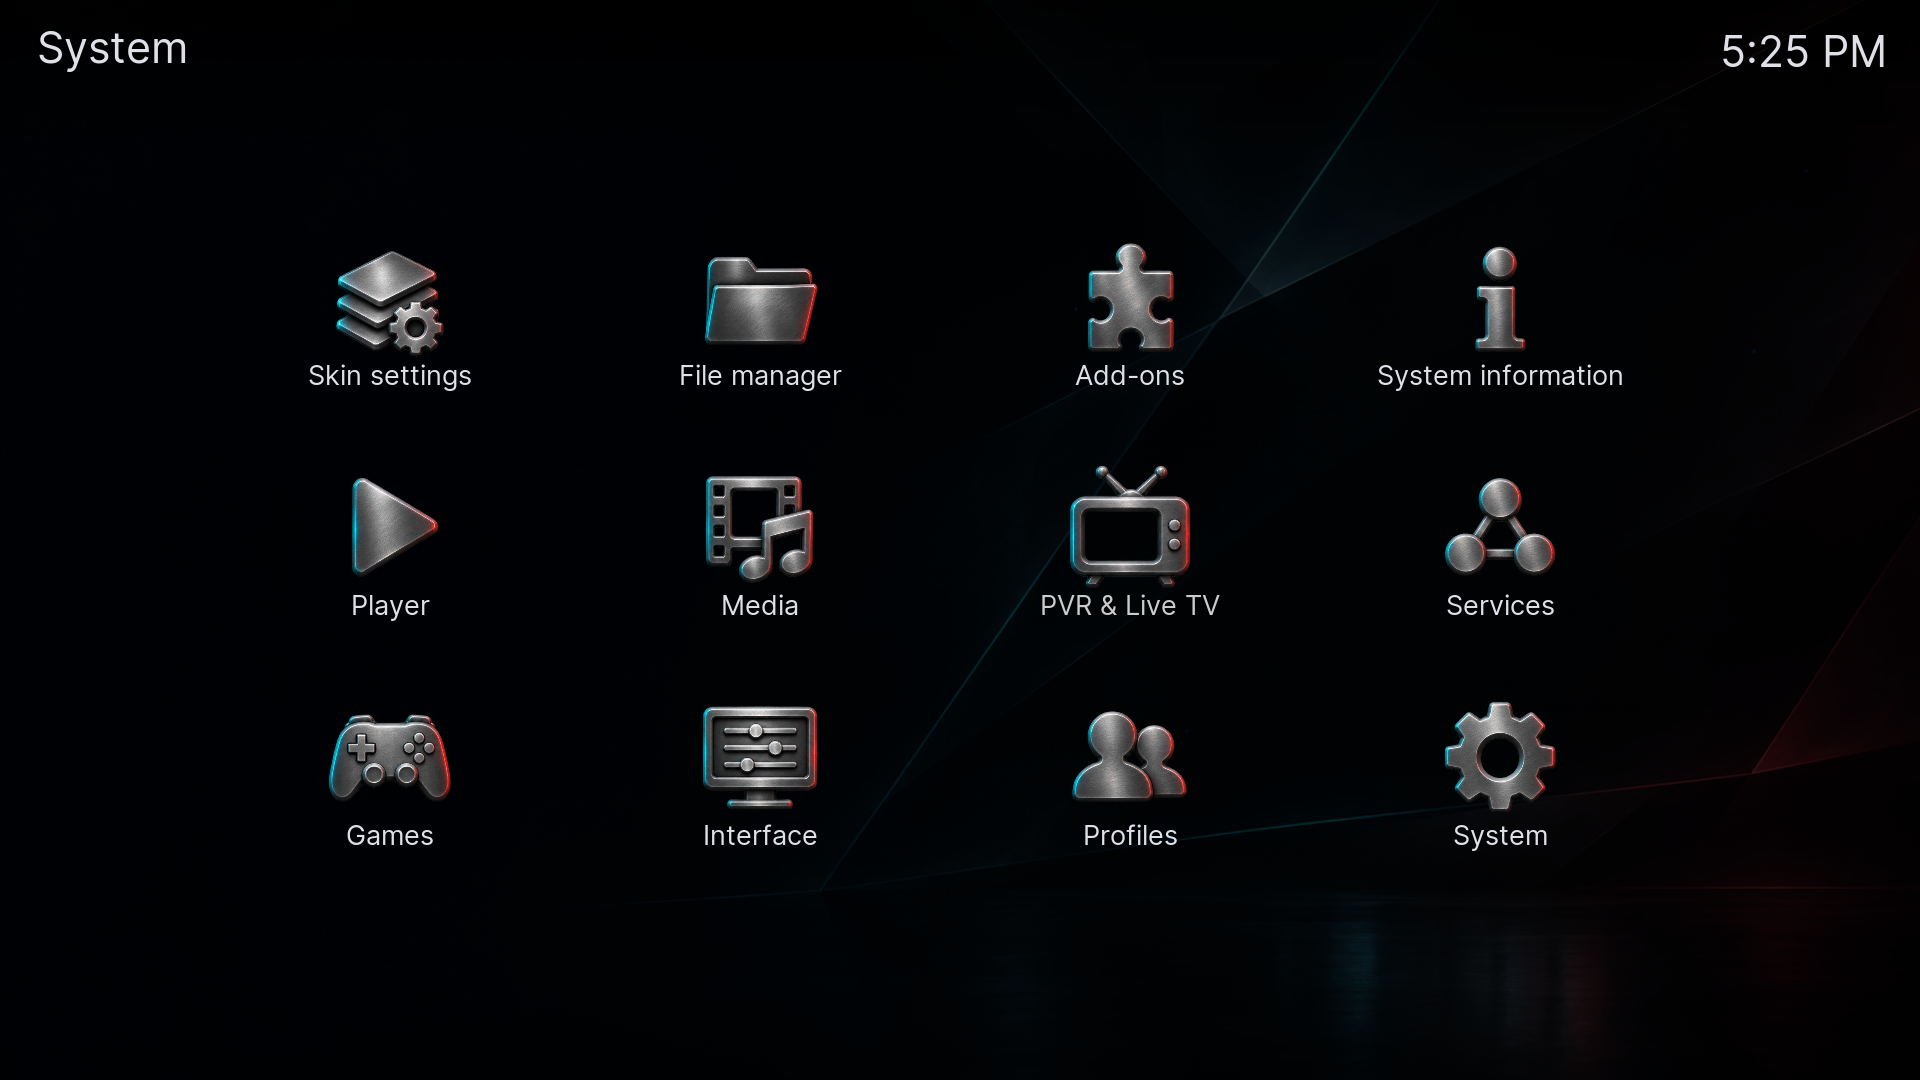 System
5:25 PM
Skin settings
File manager
Add-ons
System information
Player
Media
PVR & Live TV
Services
Games
Interface
Profiles
System